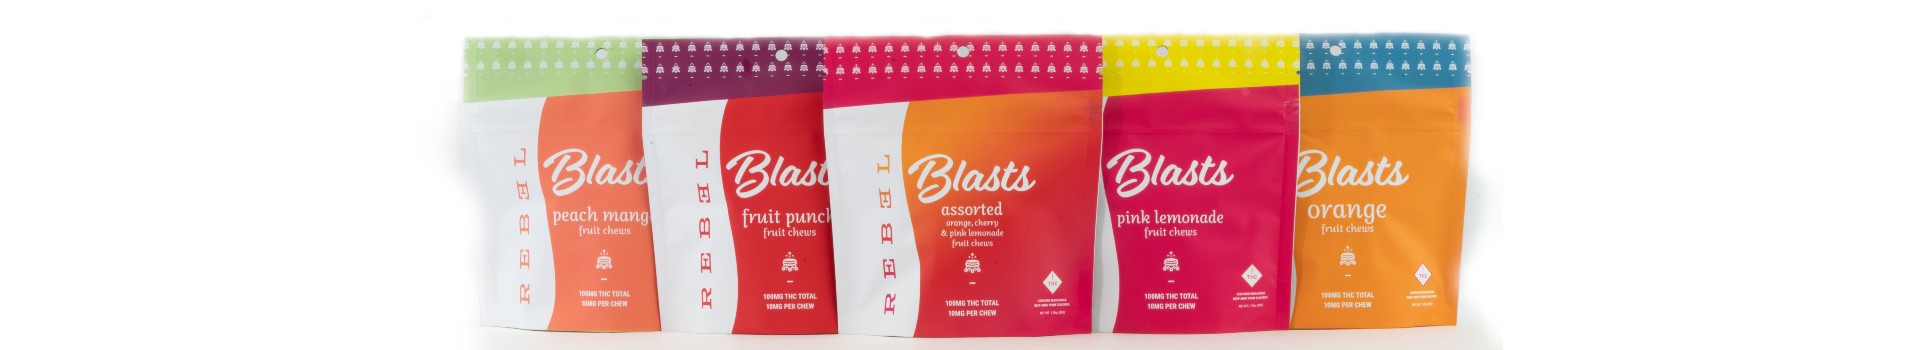 REBEL
Blast
peach mang
fruit chews
100MG THC TOTAL
10MG PER CHEW
REBEL
Blast
fruit punch
fruit chews
100MG THC TOTAL
10MG PER CHEW
REBEL
Blasts
assorted
orange, cherry
& pink lemonade
fruit chews
100MG THC TOTAL
10MG PER CHEW
!
THC
Blasts
pink lemonade
fruit chews
100MG THC TOTAL
10MG PER CHEW
!
THC
Blasts
orange
fruit chews
100MG THC TOTAL
10MG PER CHEW
!
THC